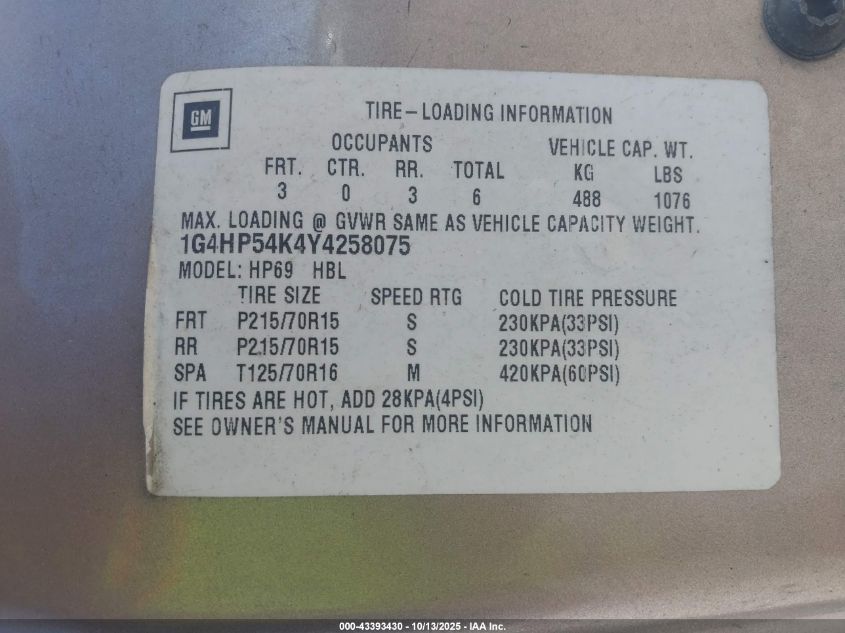 GM
TIRE-LOADING INFORMATION
OCCUPANTS VEHICLE CAP. WT.
FRT. CTR. RR. TOTAL KG LBS
3 0 3 6 488 1076
MAX. LOADING @ GVWR SAME AS VEHICLE CAPACITY WEIGHT.
1G4HP54K4Y4258075
MODEL: HP69 HBL
TIRE SIZE SPEED RTG COLD TIRE PRESSURE
FRT P215/70R15 S 230KPA(33PSI)
RR P215/70R15 S 230KPA(33PSI)
SPA T125/70R16 M 420KPA(60PSI)
IF TIRES ARE HOT, ADD 28KPA(4PSI)
SEE OWNER'S MANUAL FOR MORE INFORMATION
000-43393430 - 10/13/2025 - IAA Inc.